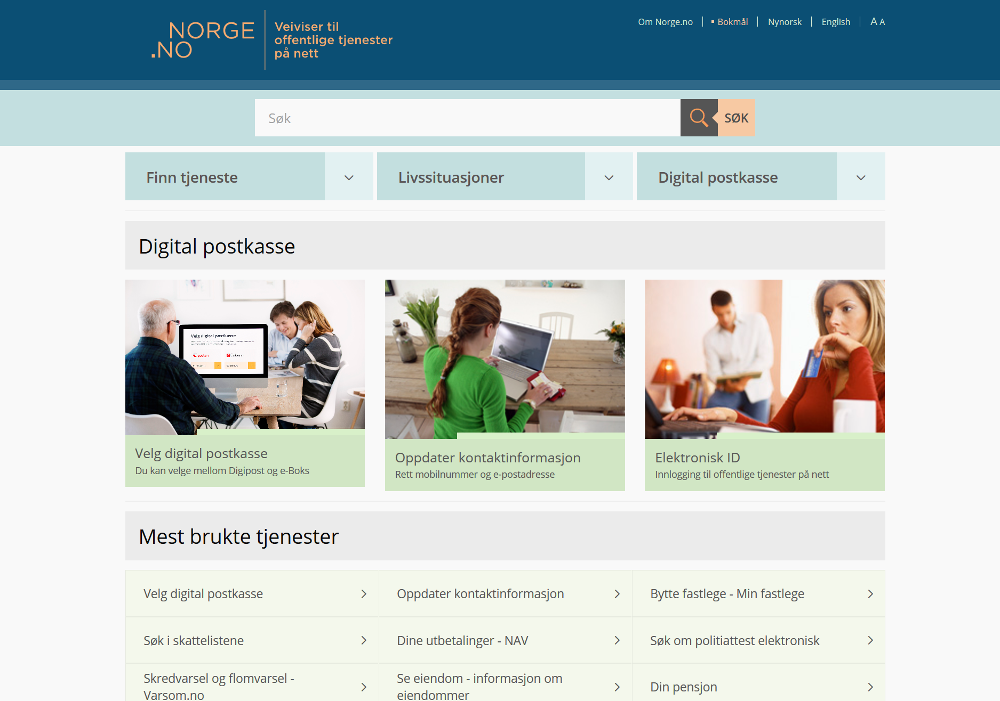 NORGE
.NO
Veiviser til
offentlige tjenester
på nett
Om Norge.no
Bokmål
Nynorsk
English
A A
Søk
SØK
Finn tjeneste
Livssituasjoner
Digital postkasse
Digital postkasse
Velg digital postkasse
posten
Velg digital postkasse
Du kan velge mellom Digipost og e-Boks
Oppdater kontaktinformasjon
Rett mobilnummer og e-postadresse
Elektronisk ID
Innlogging til offentlige tjenester på nett
Mest brukte tjenester
Velg digital postkasse
Oppdater kontaktinformasjon
Bytte fastlege - Min fastlege
Søk i skattelistene
Dine utbetalinger - NAV
Søk om politiattest elektronisk
Skredvarsel og flomvarsel -
Varsom.no
Se eiendom - informasjon om
eiendommer
Din pensjon